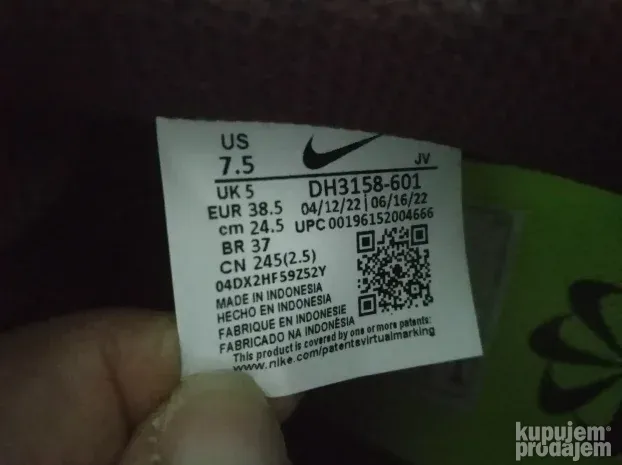 US
7.5
JV
UK 5
DH3158-601
EUR 38.5
04/12/22 | 06/16/22
cm 24.5
UPC 00196152004666
BR 37
CN 245(2.5)
04DX2HF59Z52Y
MADE IN INDONESIA
HECHO EN INDONESIA
FABRIQUE EN INDONESIE
FABRICADO NA INDONÉSIA
This product is covered by one or more patents:
www.nike.com/patentsvirtualmarking
kupujem
prodajem